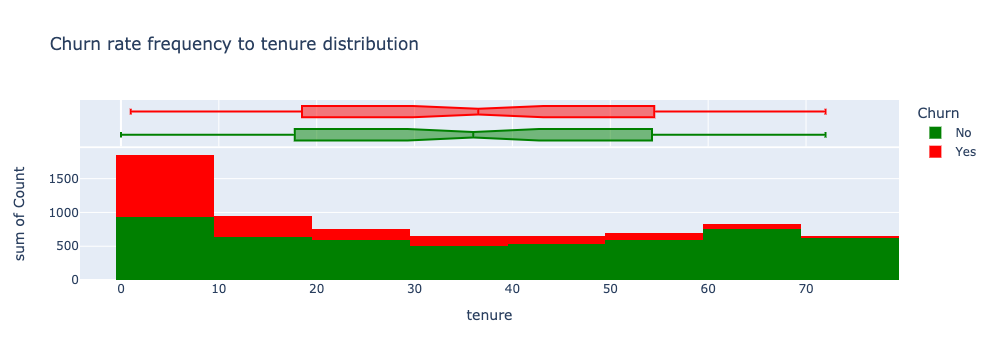 Churn rate frequency to tenure distribution
Churn
No
Yes
sum of Count
1500
1000
500
0
0 10 20 30 40 50 60 70
tenure